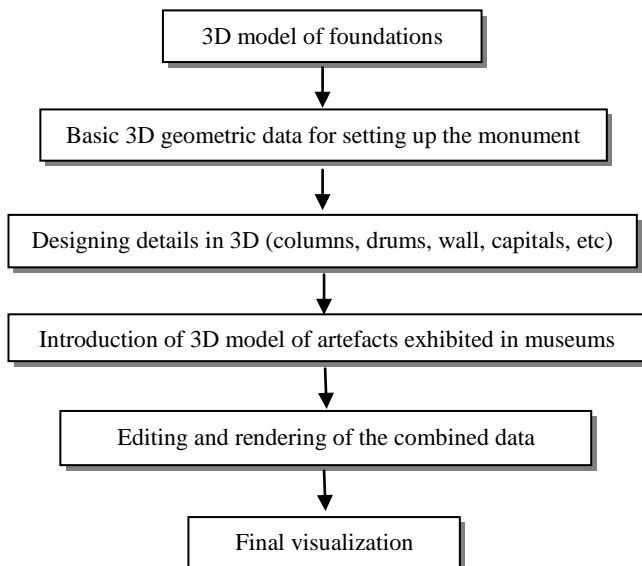 3D model of foundations
Basic 3D geometric data for setting up the monument
Designing details in 3D (columns, drums, wall, capitals, etc)
Introduction of 3D model of artefacts exhibited in museums
Editing and rendering of the combined data
Final visualization